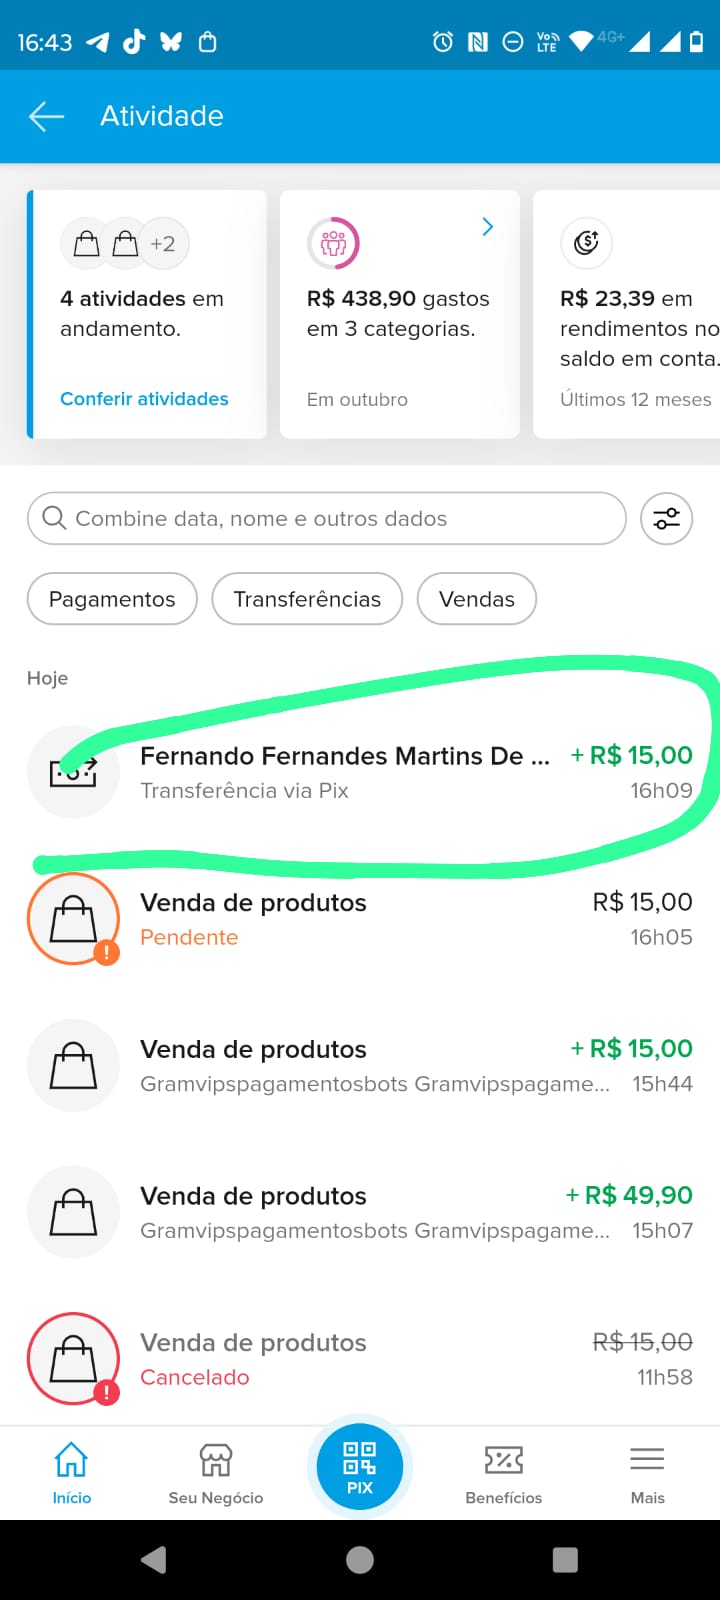 16:43
Vo) LTE 4G+
Atividade
+2
4 atividades em
andamento.
Conferir atividades
R$ 438,90 gastos
em 3 categorias.
Em outubro
R$ 23,39 em
rendimentos no
saldo em conta.
Últimos 12 meses
Combine data, nome e outros dados
Pagamentos
Transferências
Vendas
Hoje
Fernando Fernandes Martins De ... + R$ 15,00
Transferência via Pix 16h09
Venda de produtos R$ 15,00
Pendente 16h05
Venda de produtos + R$ 15,00
Gramvipspagamentosbots Gramvipspagame... 15h44
Venda de produtos + R$ 49,90
Gramvipspagamentosbots Gramvipspagame... 15h07
Venda de produtos R$ 15,00
Cancelado 11h58
Início
Seu Negócio
PIX
Benefícios
Mais